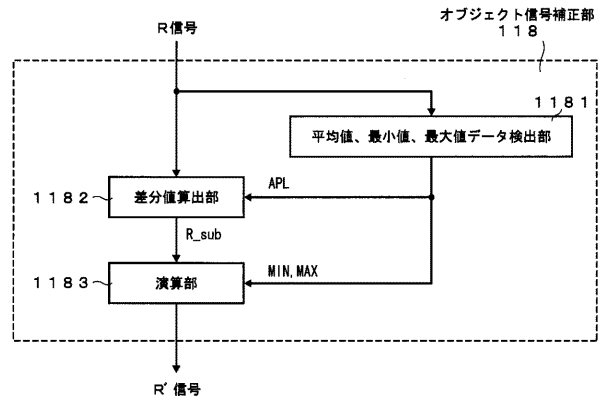 オブジェクト信号補正部
118
R信号
1181
平均値、最小値、最大値データ検出部
APL
1182
差分値算出部
R_sub
MIN,MAX
1183
演算部
R'信号